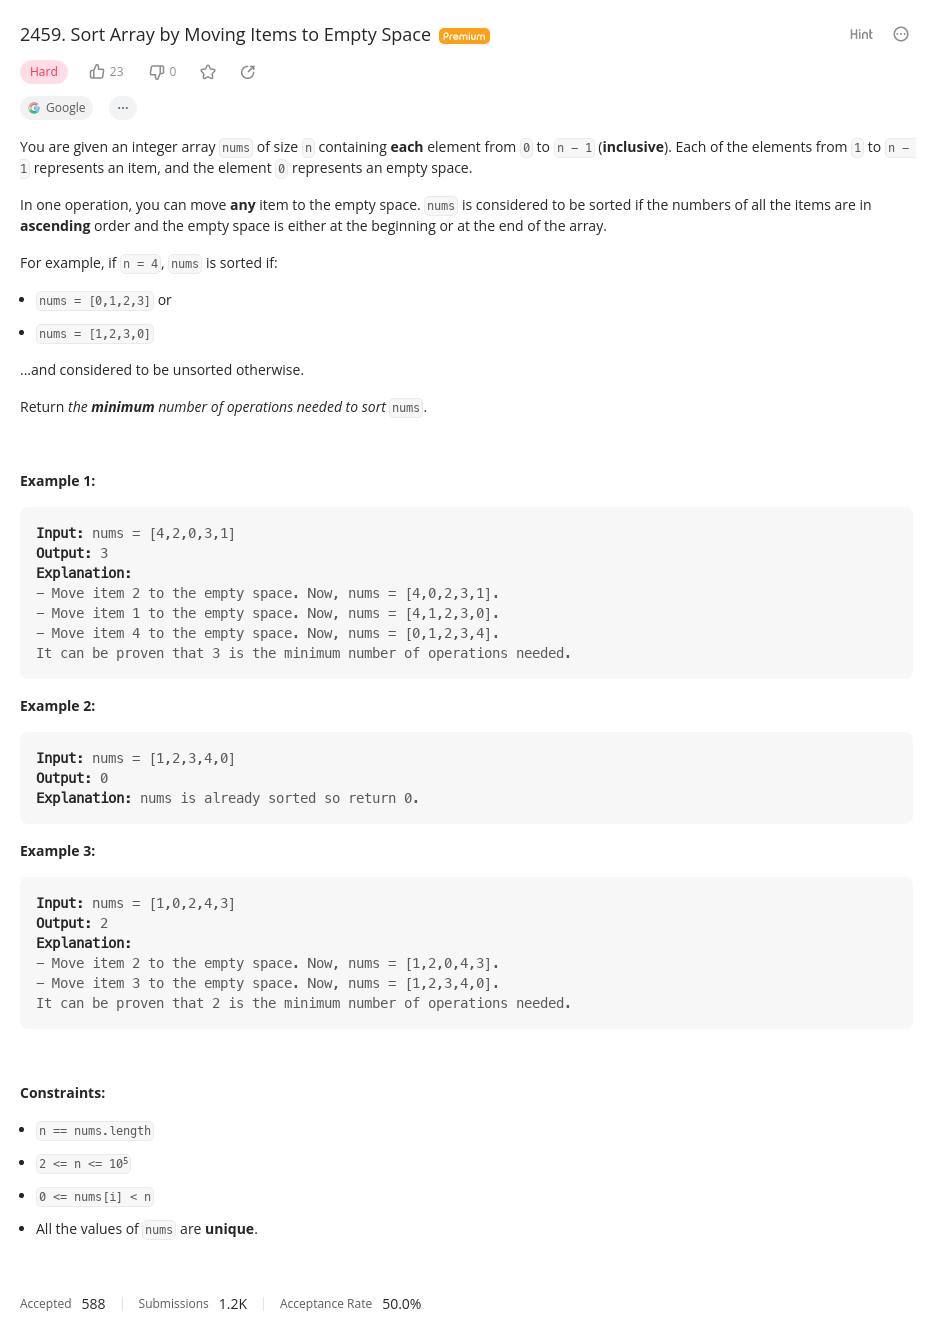 2459. Sort Array by Moving Items to Empty Space Premium Hint
Hard 23 0
Google ...
You are given an integer array nums of size n containing each element from 0 to n − 1 (inclusive). Each of the elements from 1 to n −
1 represents an item, and the element 0 represents an empty space.
In one operation, you can move any item to the empty space. nums is considered to be sorted if the numbers of all the items are in
ascending order and the empty space is either at the beginning or at the end of the array.
For example, if n = 4, nums is sorted if:
• nums = [0,1,2,3] or
• nums = [1,2,3,0]
...and considered to be unsorted otherwise.
Return the minimum number of operations needed to sort nums.
Example 1:
Input: nums = [4,2,0,3,1]
Output: 3
Explanation:
− Move item 2 to the empty space. Now, nums = [4,0,2,3,1].
− Move item 1 to the empty space. Now, nums = [4,1,2,3,0].
− Move item 4 to the empty space. Now, nums = [0,1,2,3,4].
It can be proven that 3 is the minimum number of operations needed.
Example 2:
Input: nums = [1,2,3,4,0]
Output: 0
Explanation: nums is already sorted so return 0.
Example 3:
Input: nums = [1,0,2,4,3]
Output: 2
Explanation:
− Move item 2 to the empty space. Now, nums = [1,2,0,4,3].
− Move item 3 to the empty space. Now, nums = [1,2,3,4,0].
It can be proven that 2 is the minimum number of operations needed.
Constraints:
• n == nums.length
• 2 <= n <= 10⁵
• 0 <= nums[i] < n
• All the values of nums are unique.
Accepted 588 Submissions 1.2K Acceptance Rate 50.0%